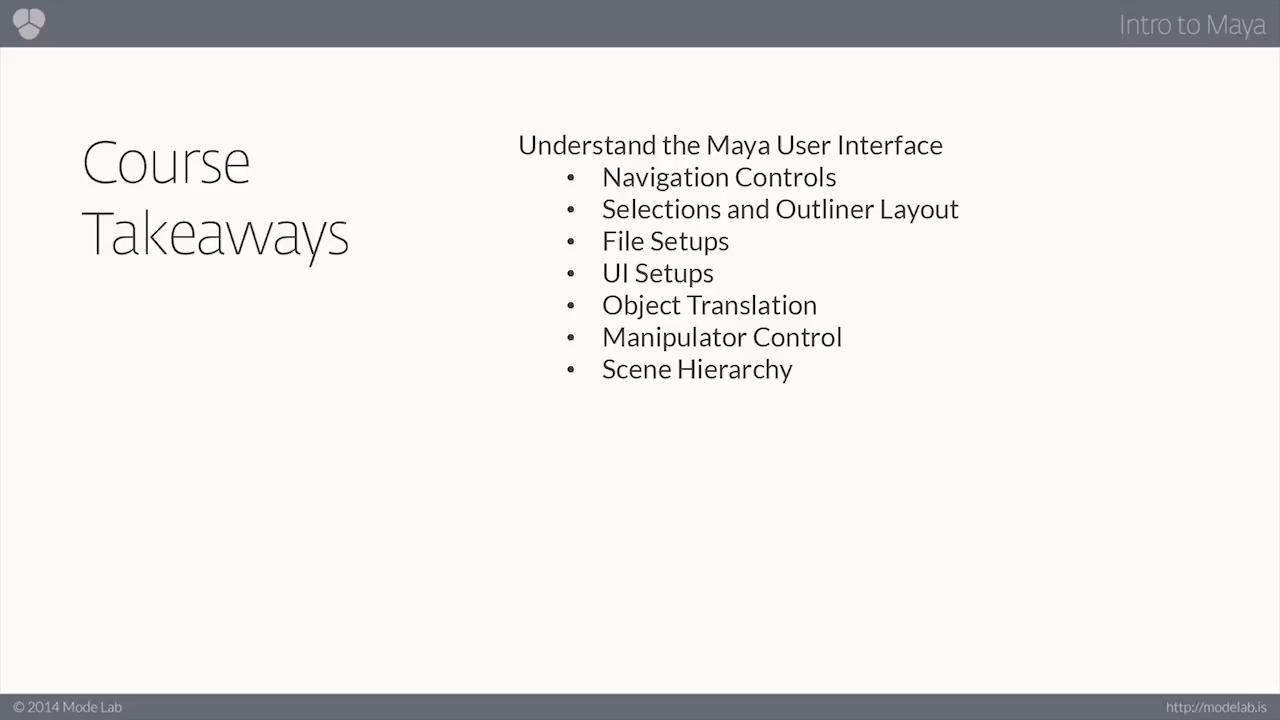 Intro to Maya
Course
Takeaways
Understand the Maya User Interface
• Navigation Controls
• Selections and Outliner Layout
• File Setups
• UI Setups
• Object Translation
• Manipulator Control
• Scene Hierarchy
© 2014 Mode Lab
http://modelab.is